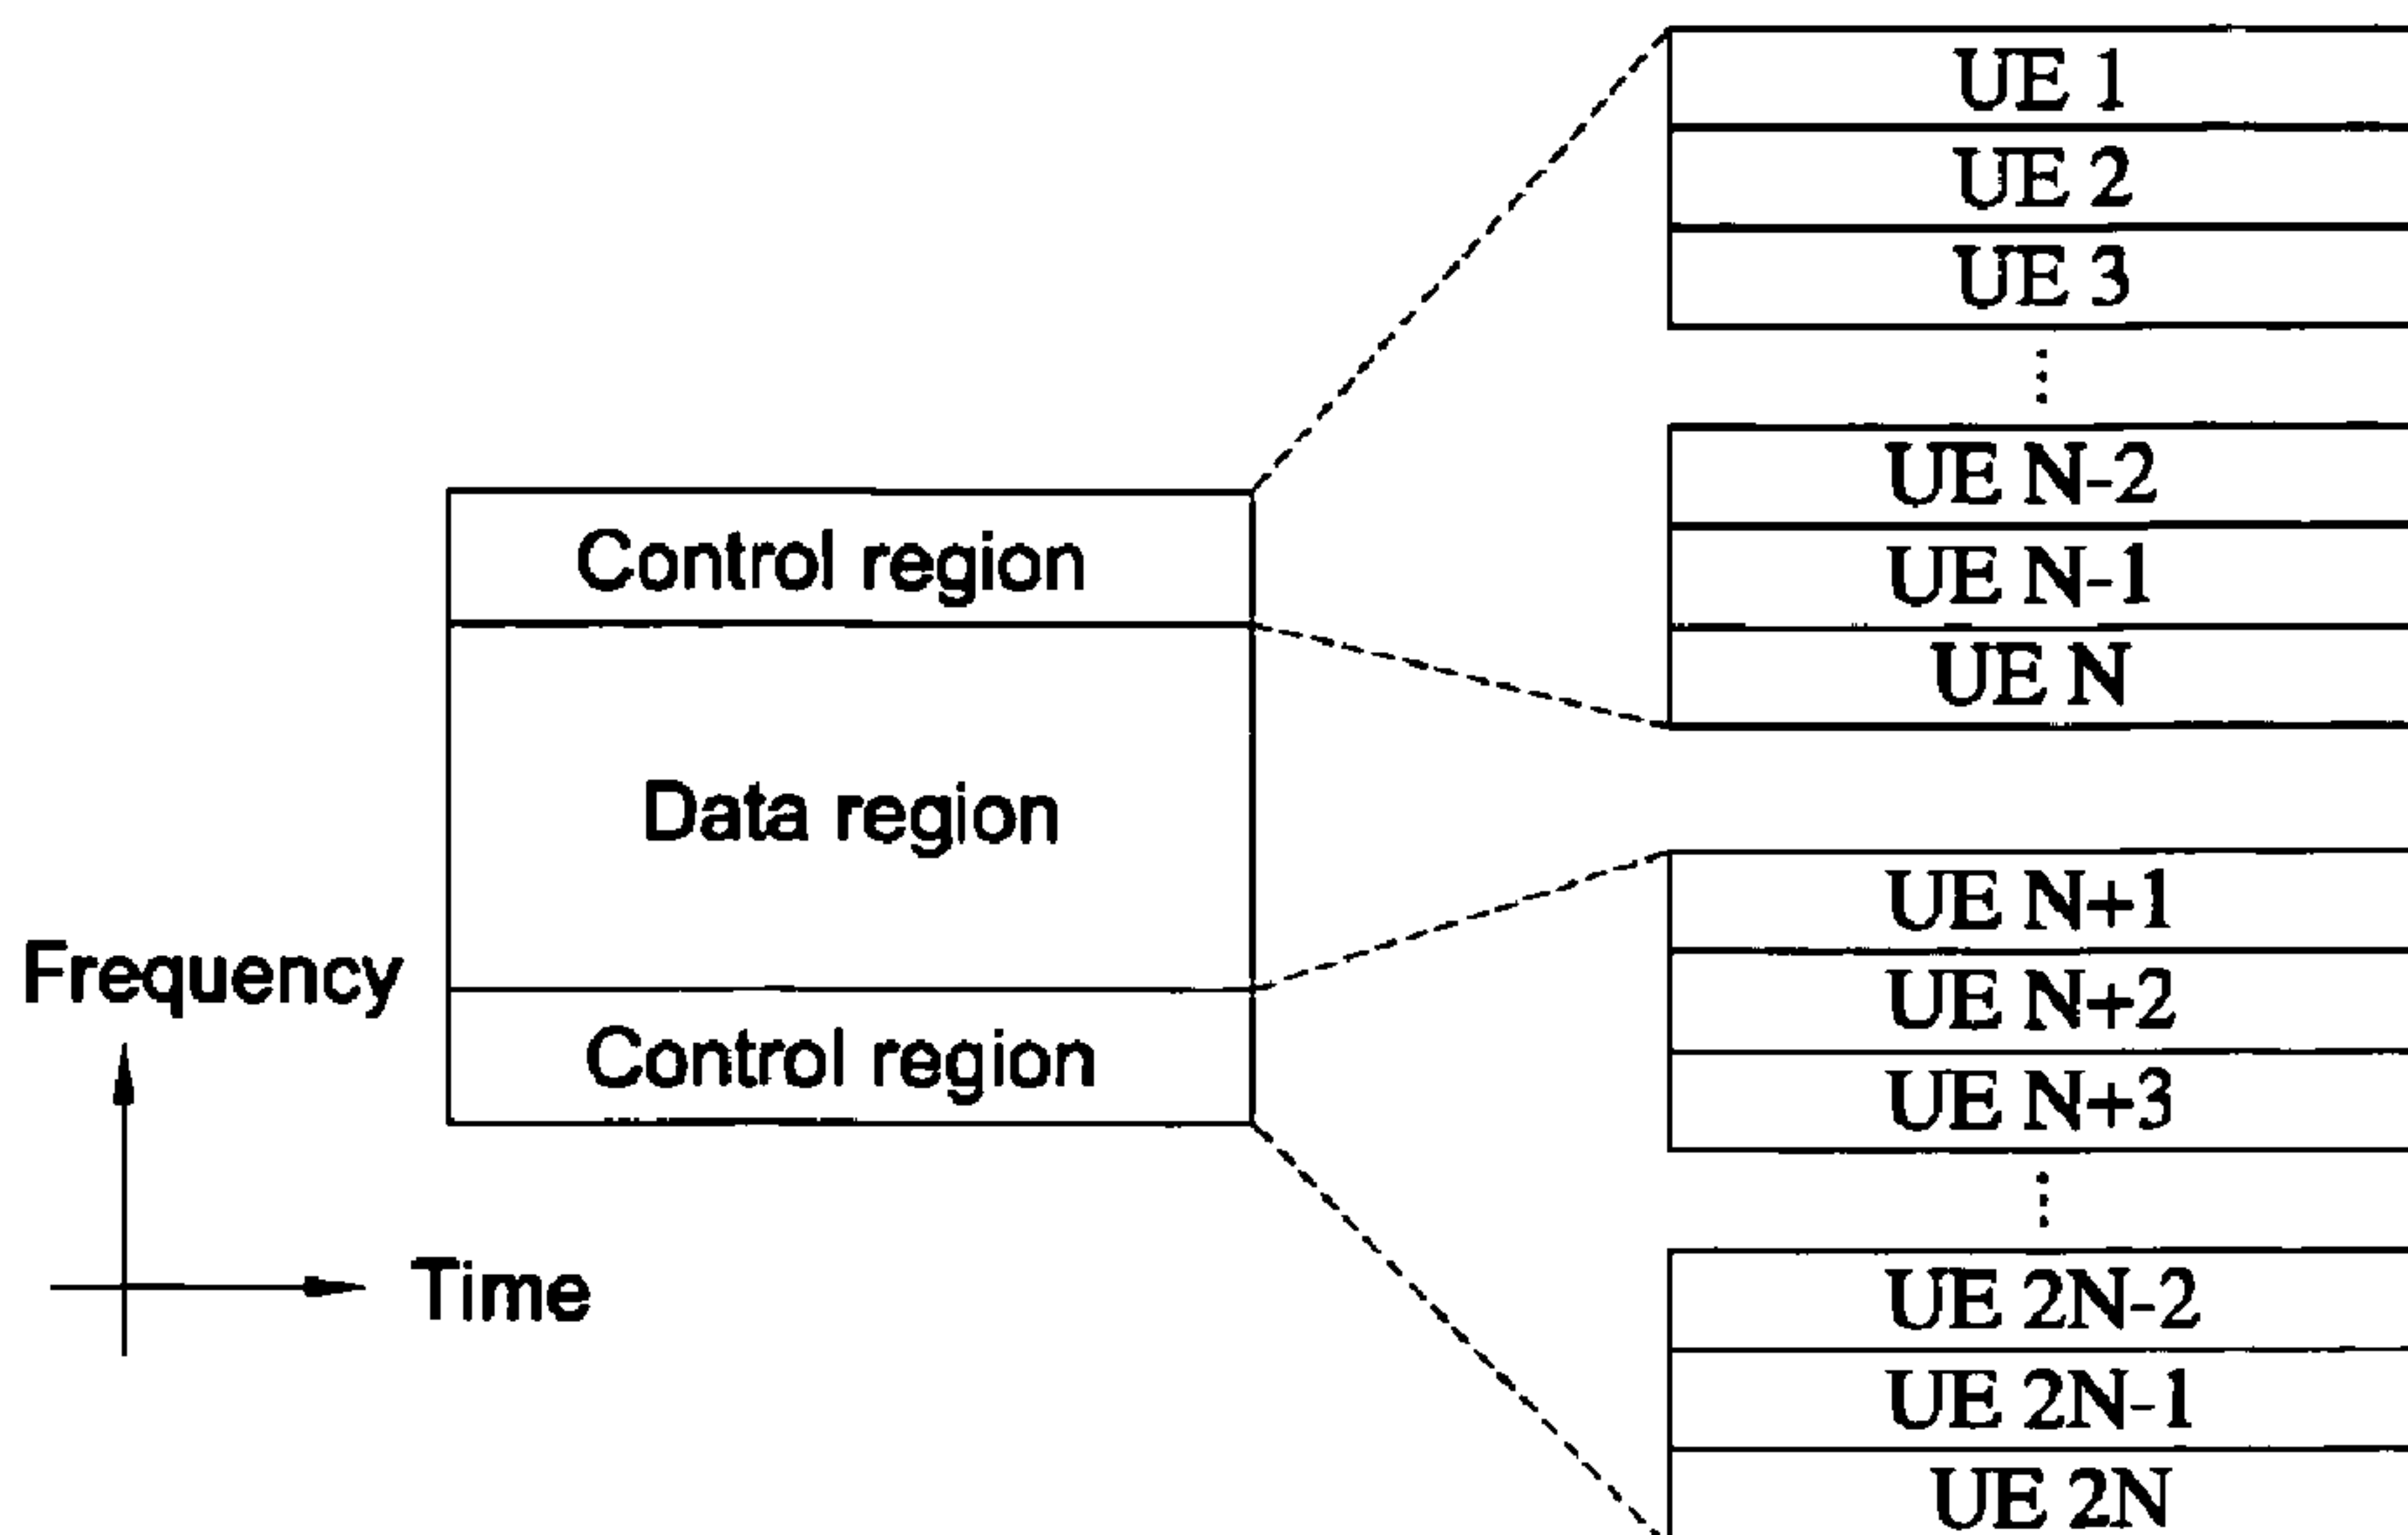 UE 1
UE 2
UE 3
UE N-2
UE N-1
UE N
Control region
Data region
Control region
Frequency
Time
UE N+1
UE N+2
UE N+3
UE 2N-2
UE 2N-1
UE 2N